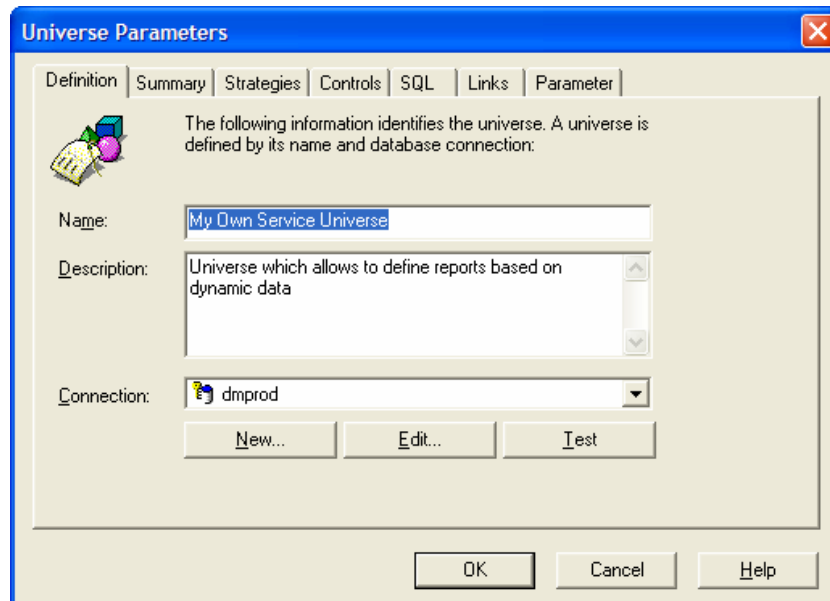 Universe Parameters
Definition Summary Strategies Controls SQL Links Parameter
The following information identifies the universe. A universe is
defined by its name and database connection:
Name: My Own Service Universe
Description: Universe which allows to define reports based on
dynamic data
Connection: dmprod
New... Edit... Test
OK Cancel Help